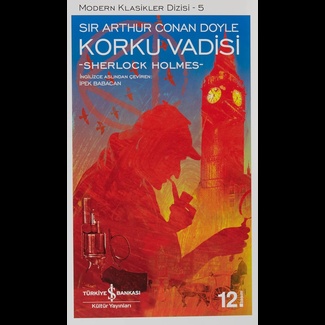 MODERN KLASİKLER DİZİSİ - 5
SIR ARTHUR CONAN DOYLE
KORKU VADİSİ
-SHERLOCK HOLMES-
İNGİLİZCE ASLINDAN ÇEVİREN:
İPEK BABACAN
TÜRKİYE İŞ BANKASI
Kültür Yayınları
12.